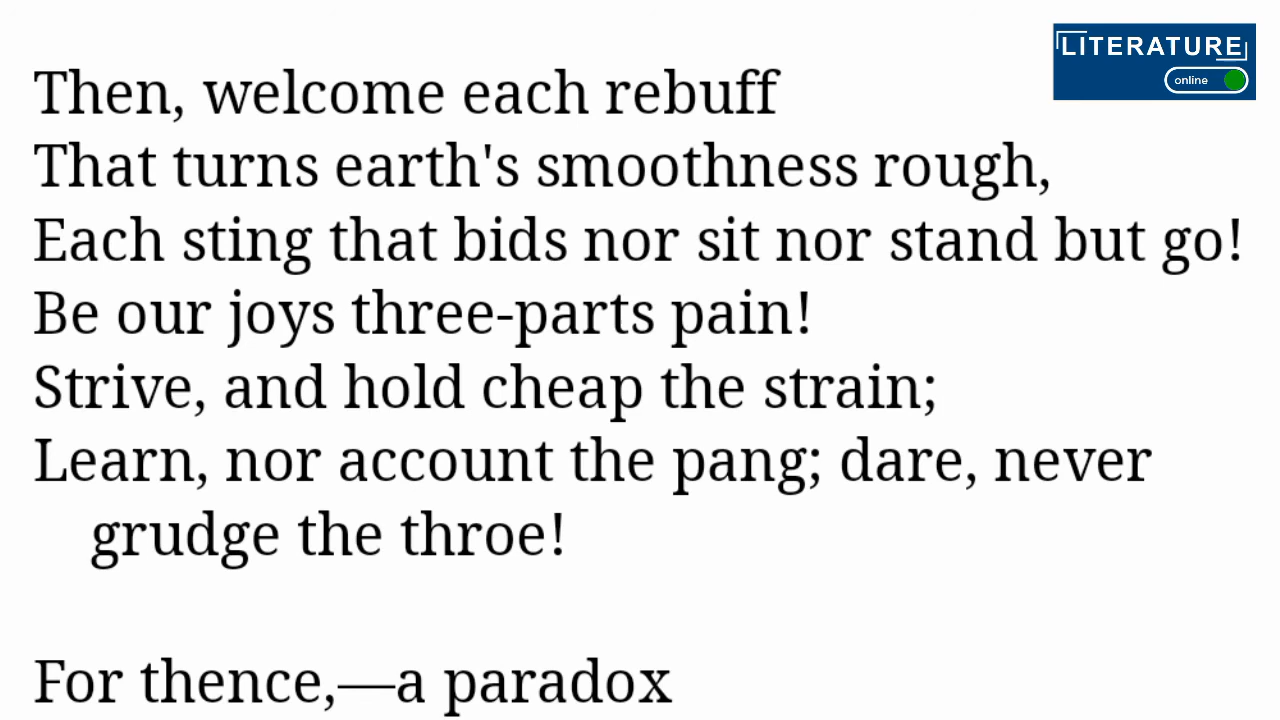 LITERATURE
online
Then, welcome each rebuff
That turns earth's smoothness rough,
Each sting that bids nor sit nor stand but go!
Be our joys three-parts pain!
Strive, and hold cheap the strain;
Learn, nor account the pang; dare, never
grudge the throe!
For thence,—a paradox